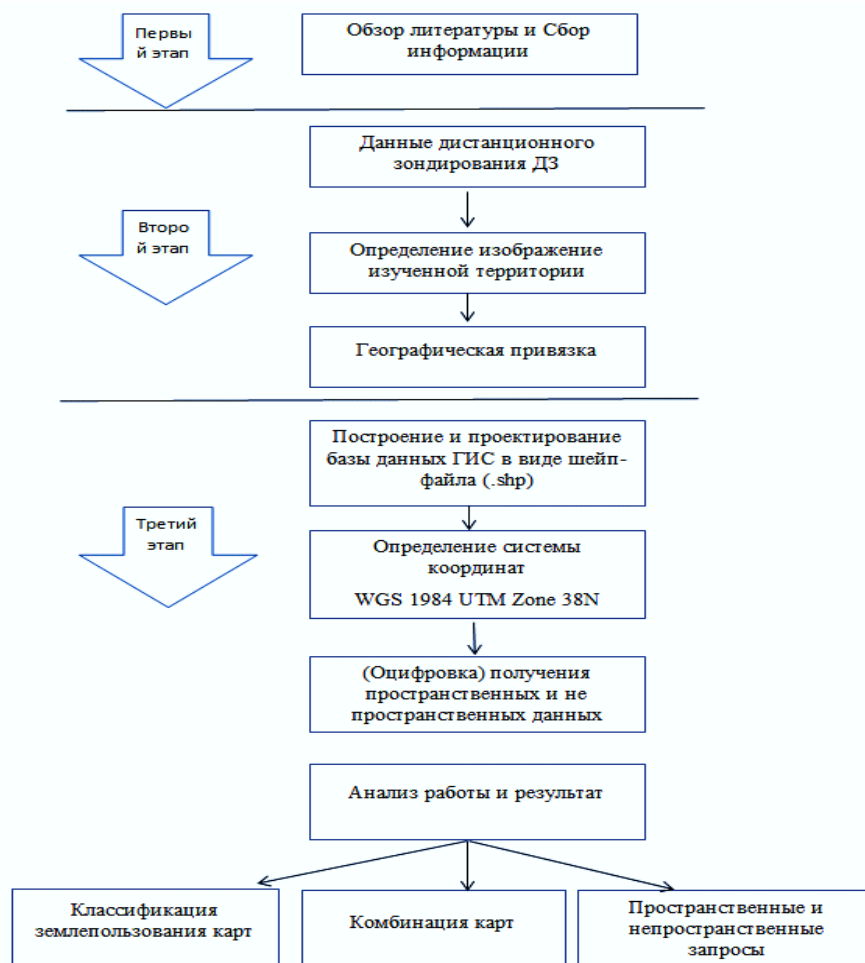 Первы
й этап
Обзор литературы и Сбор
информации
Данные дистанционного
зондирования ДЗ
Второ
й этап
Определение изображение
изученной территории
Географическая привязка
Построение и проектирование
базы данных ГИС в виде шейп-
файла (.shp)
Третий
этап
Определение системы
координат
WGS 1984 UTM Zone 38N
(Оцифровка) получения
пространственных и не
пространственных данных
Анализ работы и результат
Классификация
землепользования карт
Комбинация карт
Пространственные и
непространственные
запросы